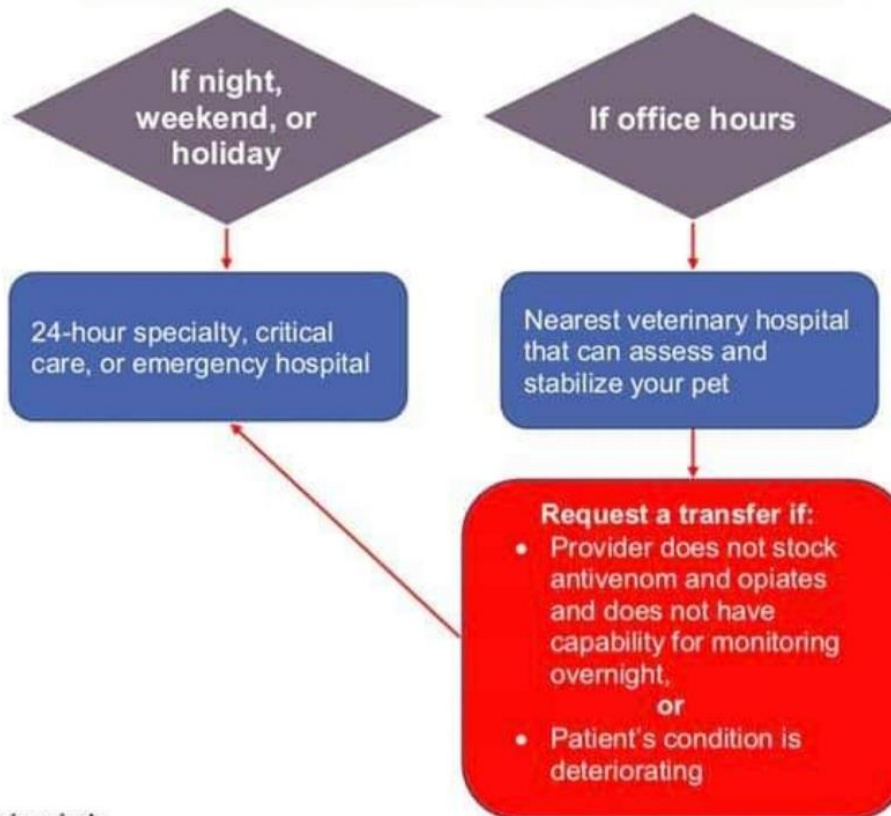 If night,
weekend, or
holiday
If office hours
24-hour specialty, critical
care, or emergency hospital
Nearest veterinary hospital
that can assess and
stabilize your pet
Request a transfer if:
• Provider does not stock
antivenom and opiates
and does not have
capability for monitoring
overnight,
or
• Patient's condition is
deteriorating